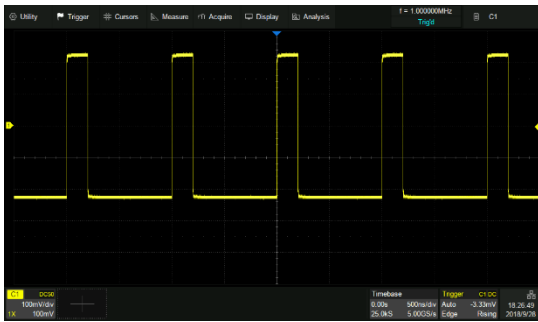 Utility Trigger Cursors Measure Acquire Display Analysis
f = 1.000000MHz
Trig'd
C1
C1 DC50
100mV/div
1X 100mV
Timebase
0.00s 500ns/div
25.0kS 5.00GS/s
Trigger C1 DC
Auto -3.33mV
Edge Rising
18:26:49
2018/9/28